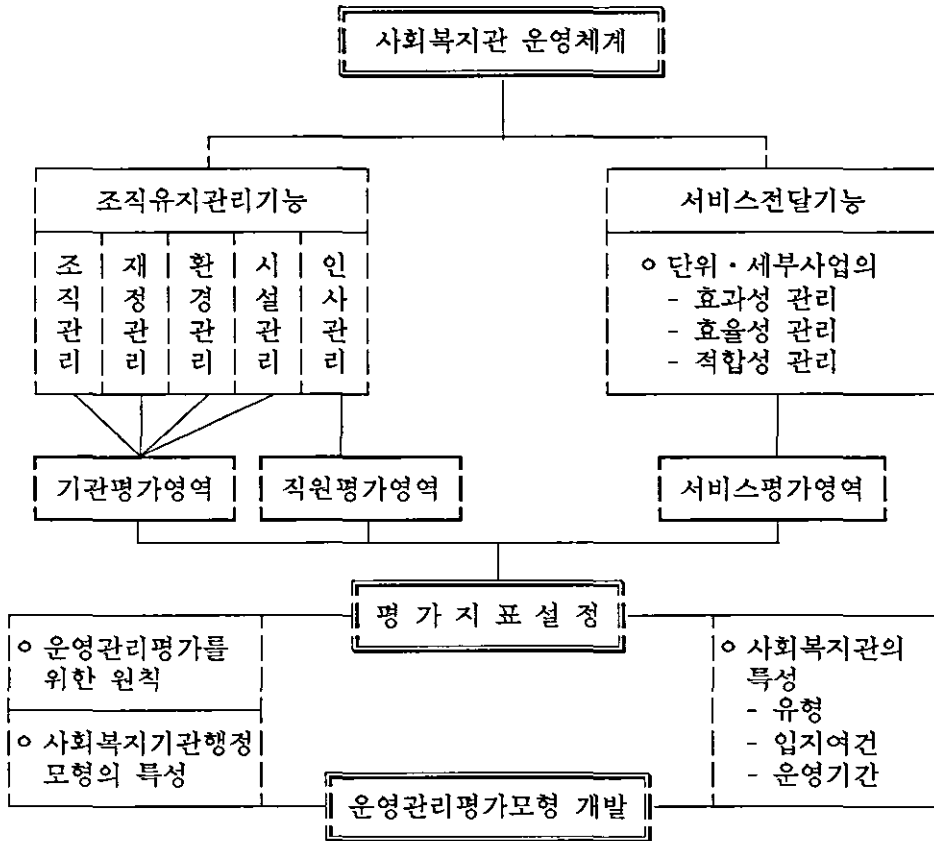 사회복지관 운영체계
조직유지관리기능
서비스전달기능
조직관리
재정관리
환경관리
시설관리
인사관리
ㅇ 단위·세부사업의
- 효과성 관리
- 효율성 관리
- 적합성 관리
기관평가영역
직원평가영역
서비스평가영역
평 가 지 표 설 정
ㅇ 운영관리평가를
위한 원칙
ㅇ 사회복지기관행정
모형의 특성
ㅇ 사회복지관의
특성
- 유형
- 입지여건
- 운영기간
운영관리평가모형 개발